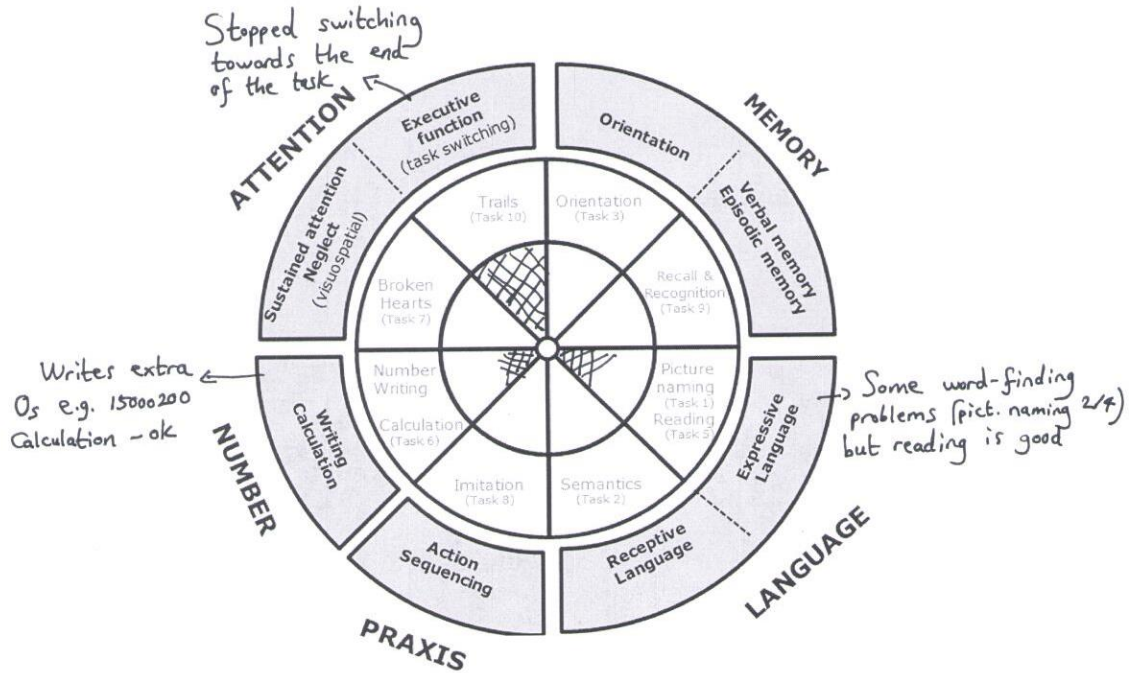 Stopped switching
towards the end
of the task
ATTENTION
MEMORY
Executive
function
(task switching)
Orientation
Sustained attention
Neglect
(visuospatial)
Verbal memory
Episodic memory
Trails
(Task 10)
Orientation
(Task 3)
Broken
Hearts
(Task 7)
Recall &
Recognition
(Task 9)
Writes extra
0s e.g. 15000200
Calculation - ok
Number
Writing
Calculation
(Task 6)
Picture
naming
(Task 1)
Reading
(Task 5)
Some word-finding
problems (pict. naming 2/4)
but reading is good
Writing
Calculation
NUMBER
Expressive
Language
Imitation
(Task 8)
Semantics
(Task 2)
Action
Sequencing
Receptive
Language
PRAXIS
LANGUAGE